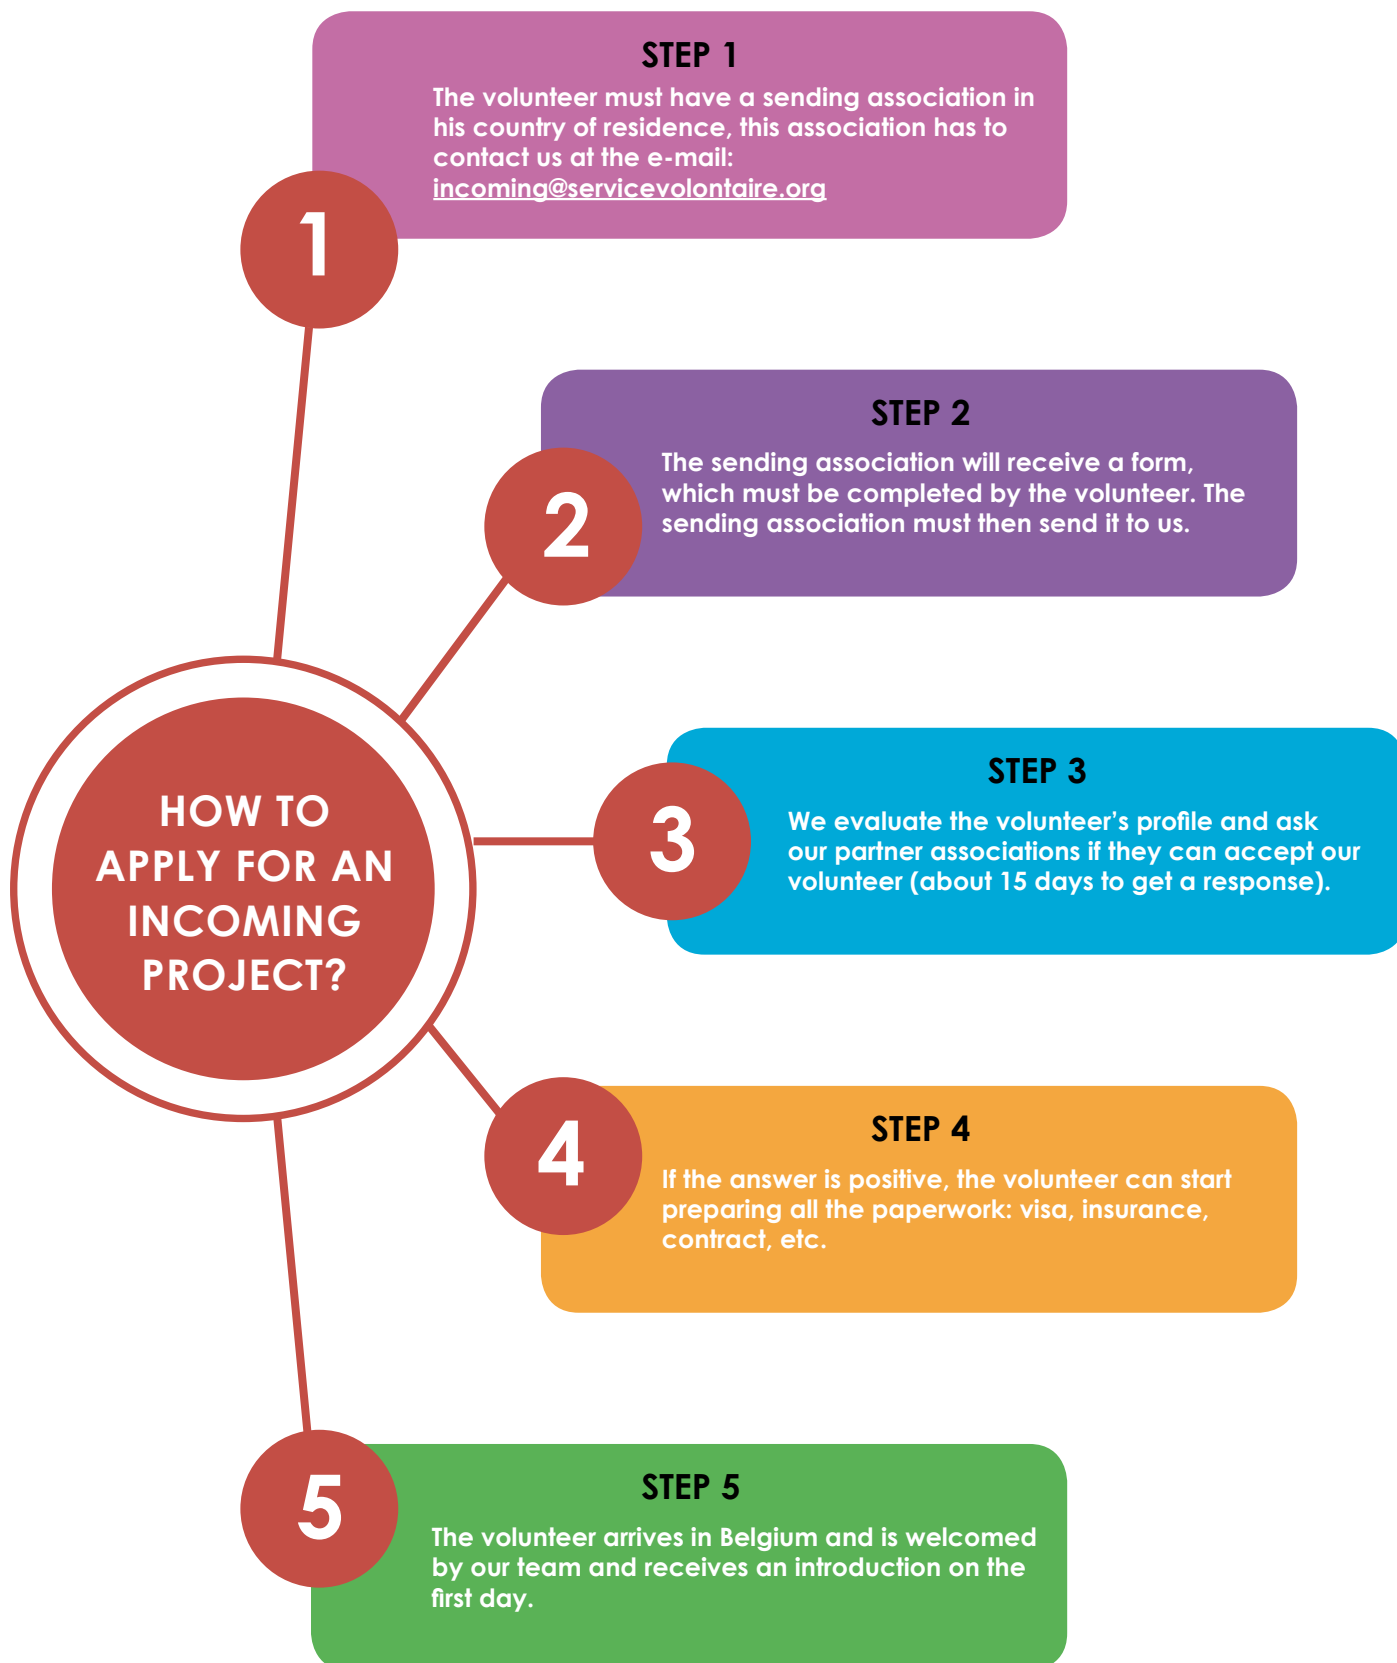 STEP 1
The volunteer must have a sending association in
his country of residence, this association has to
contact us at the e-mail:
incoming@servicevolontaire.org
1
STEP 2
The sending association will receive a form,
which must be completed by the volunteer. The
sending association must then send it to us.
2
HOW TO
APPLY FOR AN
INCOMING
PROJECT?
STEP 3
We evaluate the volunteer’s profile and ask
our partner associations if they can accept our
volunteer (about 15 days to get a response).
3
STEP 4
If the answer is positive, the volunteer can start
preparing all the paperwork: visa, insurance,
contract, etc.
4
STEP 5
The volunteer arrives in Belgium and is welcomed
by our team and receives an introduction on the
first day.
5